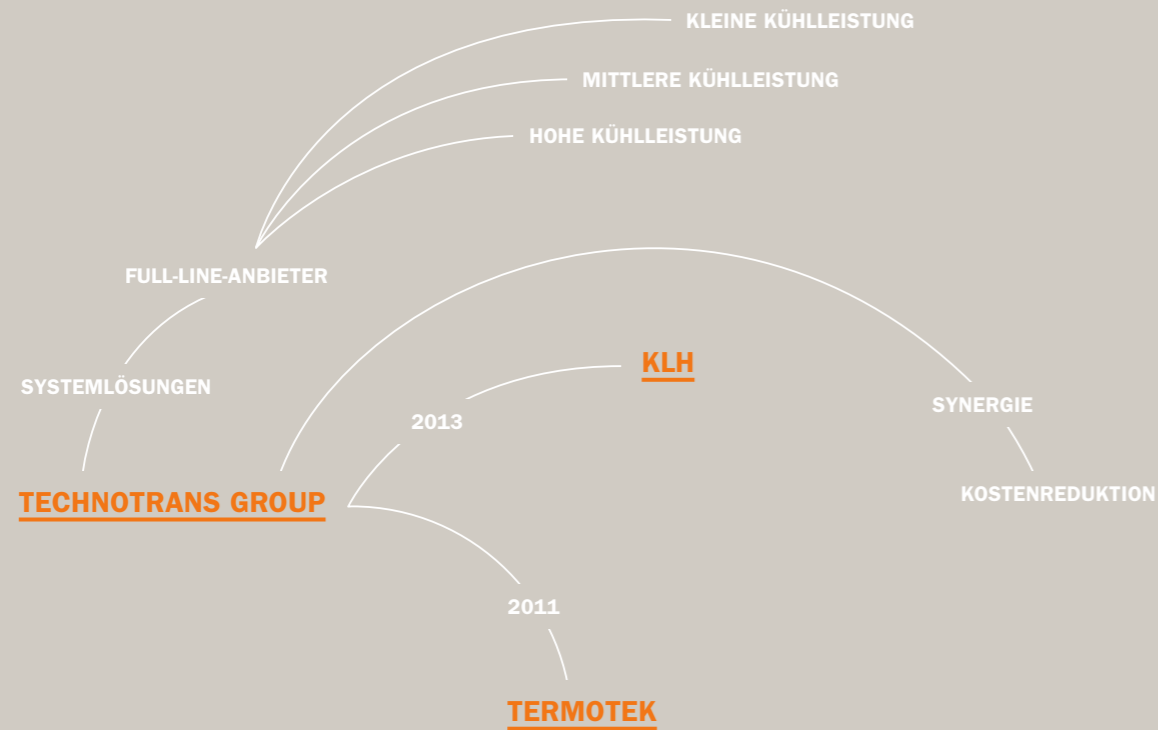 KLEINE KÜHLLEISTUNG
MITTLERE KÜHLLEISTUNG
HOHE KÜHLLEISTUNG
FULL-LINE-ANBIETER
KLH
SYSTEMLÖSUNGEN
SYNERGIE
2013
TECHNOTRANS GROUP
KOSTENREDUKTION
2011
TERMOTEK